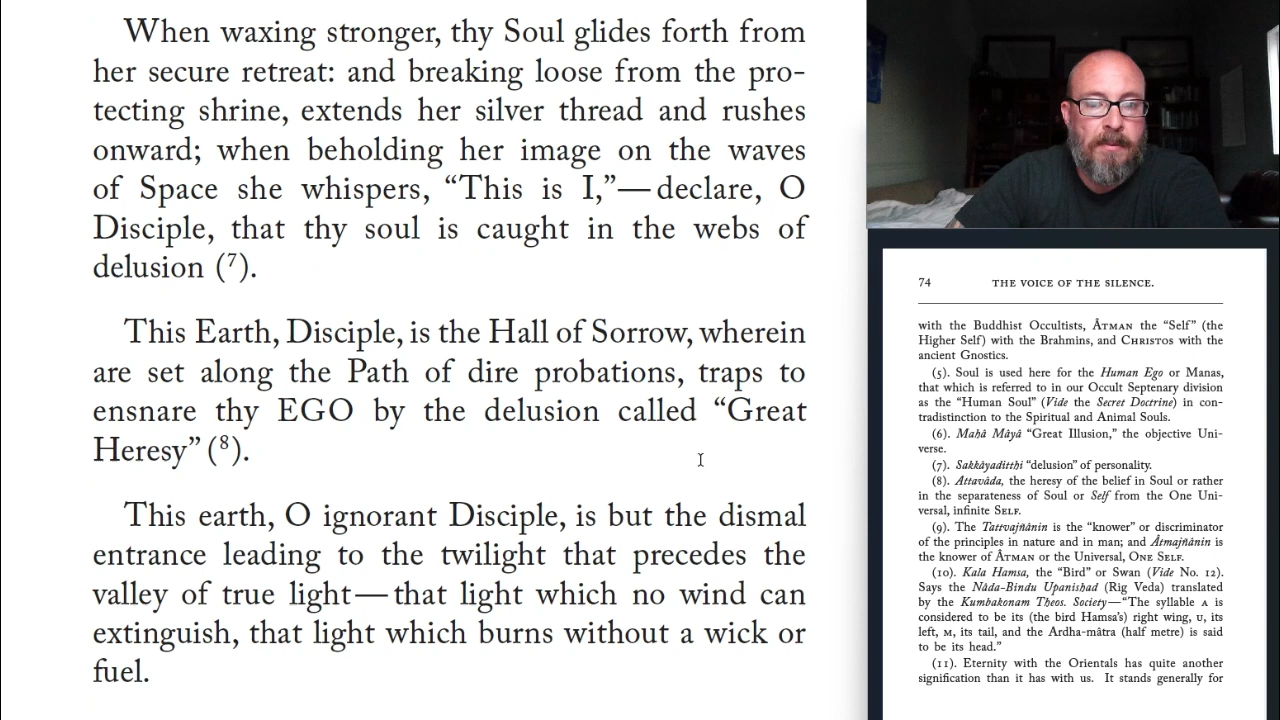 When waxing stronger, thy Soul glides forth from
her secure retreat: and breaking loose from the pro-
tecting shrine, extends her silver thread and rushes
onward; when beholding her image on the waves
of Space she whispers, “This is I,”—declare, O
Disciple, that thy soul is caught in the webs of
delusion (⁷).
This Earth, Disciple, is the Hall of Sorrow, wherein
are set along the Path of dire probations, traps to
ensnare thy EGO by the delusion called “Great
Heresy” (⁸).
This earth, O ignorant Disciple, is but the dismal
entrance leading to the twilight that precedes the
valley of true light—that light which no wind can
extinguish, that light which burns without a wick or
fuel.
74 THE VOICE OF THE SILENCE.
with the Buddhist Occultists, ÂTMAN the “Self” (the
Higher Self) with the Brahmins, and CHRISTOS with the
ancient Gnostics.
(5). Soul is used here for the Human Ego or Manas,
that which is referred to in our Occult Septenary division
as the “Human Soul” (Vide the Secret Doctrine) in con-
tradistinction to the Spiritual and Animal Souls.
(6). Mahâ Mâyâ “Great Illusion,” the objective Uni-
verse.
(7). Sakkâyaditthi “delusion” of personality.
(8). Attavâda, the heresy of the belief in Soul or rather
in the separateness of Soul or Self from the One Uni-
versal, infinite SELF.
(9). The Tattvajñânin is the “knower” or discriminator
of the principles in nature and in man; and Âtmajñânin is
the knower of ÂTMAN or the Universal, ONE SELF.
(10). Kala Hamsa, the “Bird” or Swan (Vide No. 12).
Says the Nâda-Bindu Upanishad (Rig Veda) translated
by the Kumbakonam Theos. Society—“The syllable A is
considered to be its (the bird Hamsa’s) right wing, U, its
left, M, its tail, and the Ardha-mâtra (half metre) is said
to be its head.”
(11). Eternity with the Orientals has quite another
signification than it has with us. It stands generally for